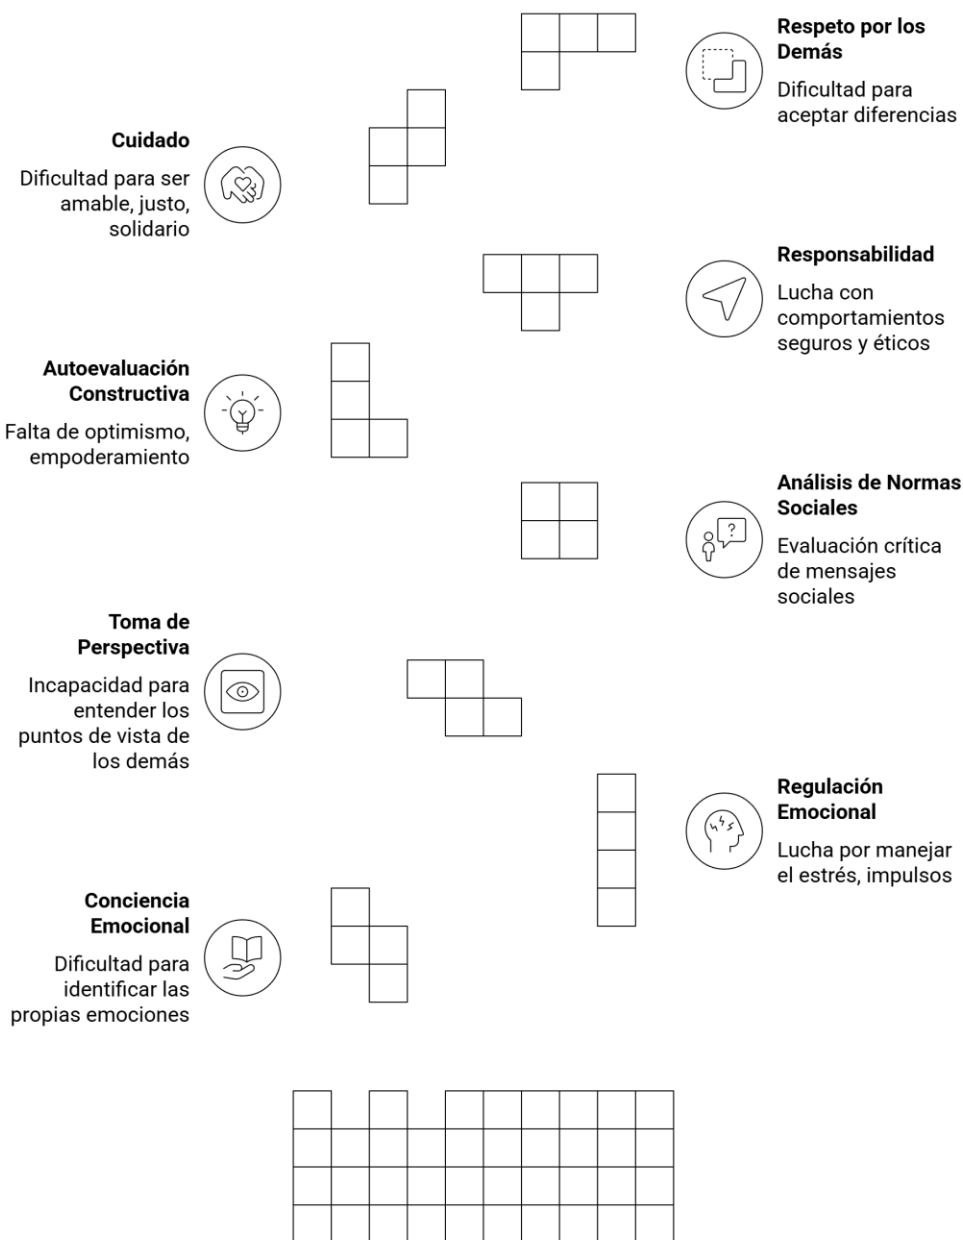 Respeto por los
Demás
Dificultad para
aceptar diferencias
Cuidado
Dificultad para ser
amable, justo,
solidario
Responsabilidad
Lucha con
comportamientos
seguros y éticos
Autoevaluación
Constructiva
Falta de optimismo,
empoderamiento
Análisis de Normas
Sociales
Evaluación crítica
de mensajes
sociales
Toma de
Perspectiva
Incapacidad para
entender los
puntos de vista de
los demás
Regulación
Emocional
Lucha por manejar
el estrés, impulsos
Conciencia
Emocional
Dificultad para
identificar las
propias emociones